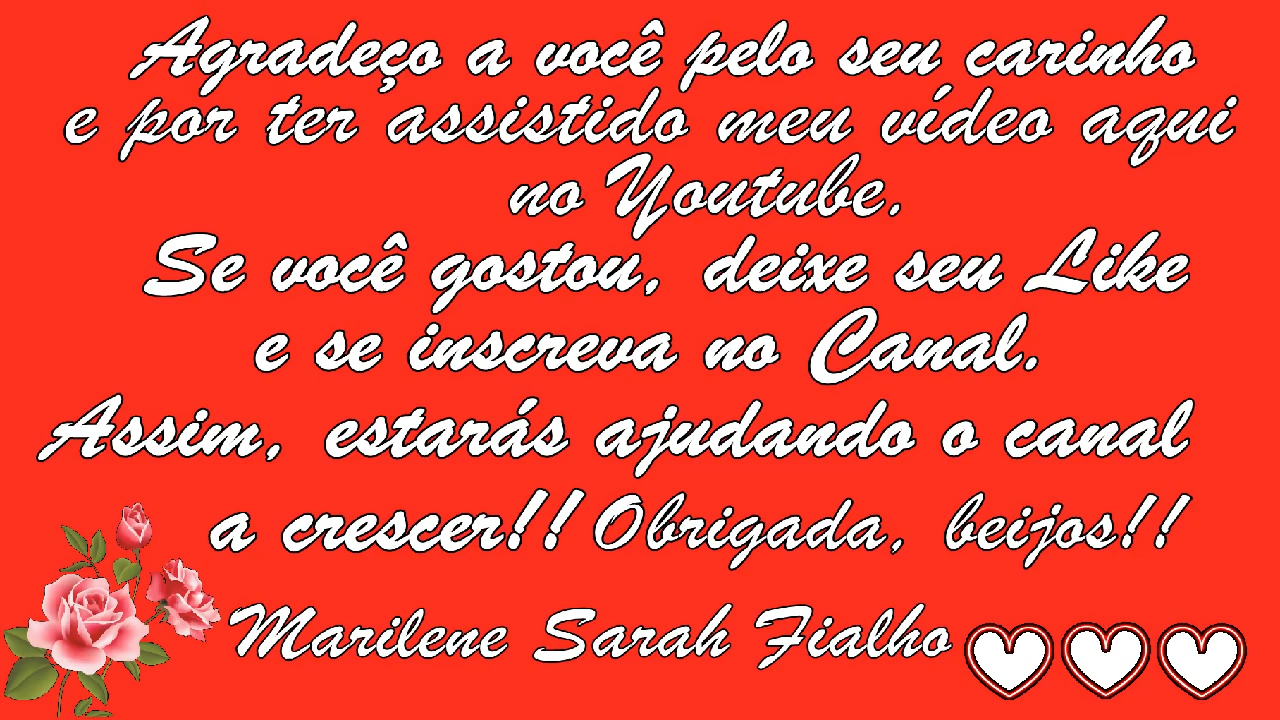 Agradeço a você pelo seu carinho
e por ter assistido meu vídeo aqui
no Youtube.
Se você gostou, deixe seu Like
e se inscreva no Canal.
Assim, estarás ajudando o canal
a crescer!! Obrigada, beijos!!
Marilene Sarah Fialho